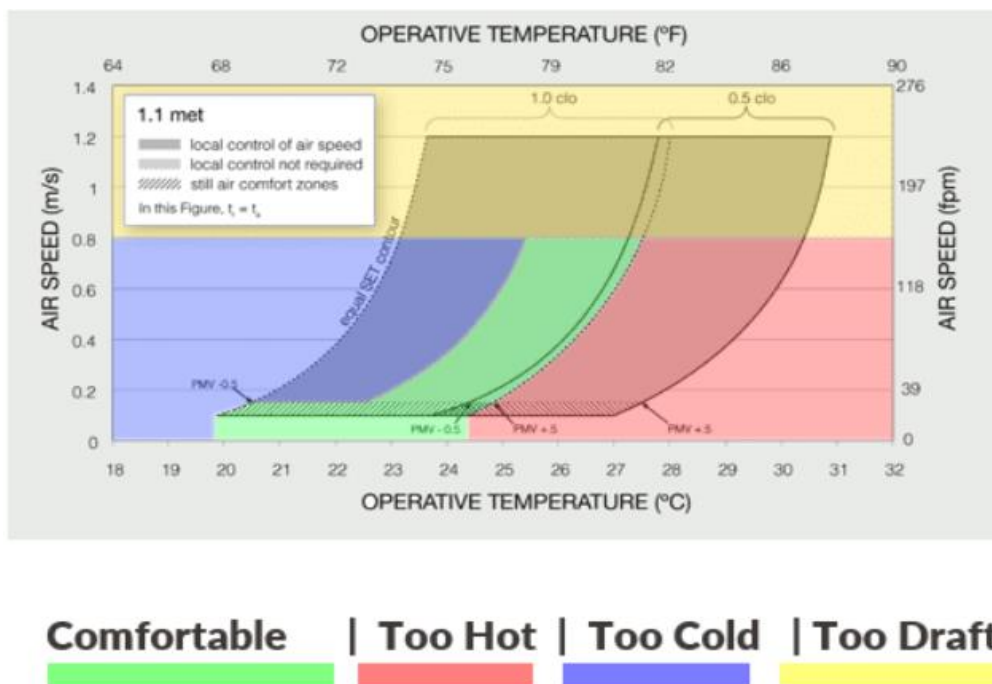 OPERATIVE TEMPERATURE (ºF)
64 68 72 75 79 82 86 90
1.4 276
1.0 clo 0.5 clo
1.1 met
local control of air speed
local control not required
still air comfort zones
In this Figure, tᵣ = tₐ
1.2
1 197
0.8
0.6 118
0.4
0.2 39
0 0
AIR SPEED (m/s)
AIR SPEED (fpm)
equal SET contour
PMV -0.5
PMV - 0.5
PMV +.5
PMV +.5
18 19 20 21 22 23 24 25 26 27 28 29 30 31 32
OPERATIVE TEMPERATURE (ºC)
Comfortable | Too Hot | Too Cold | Too Draft